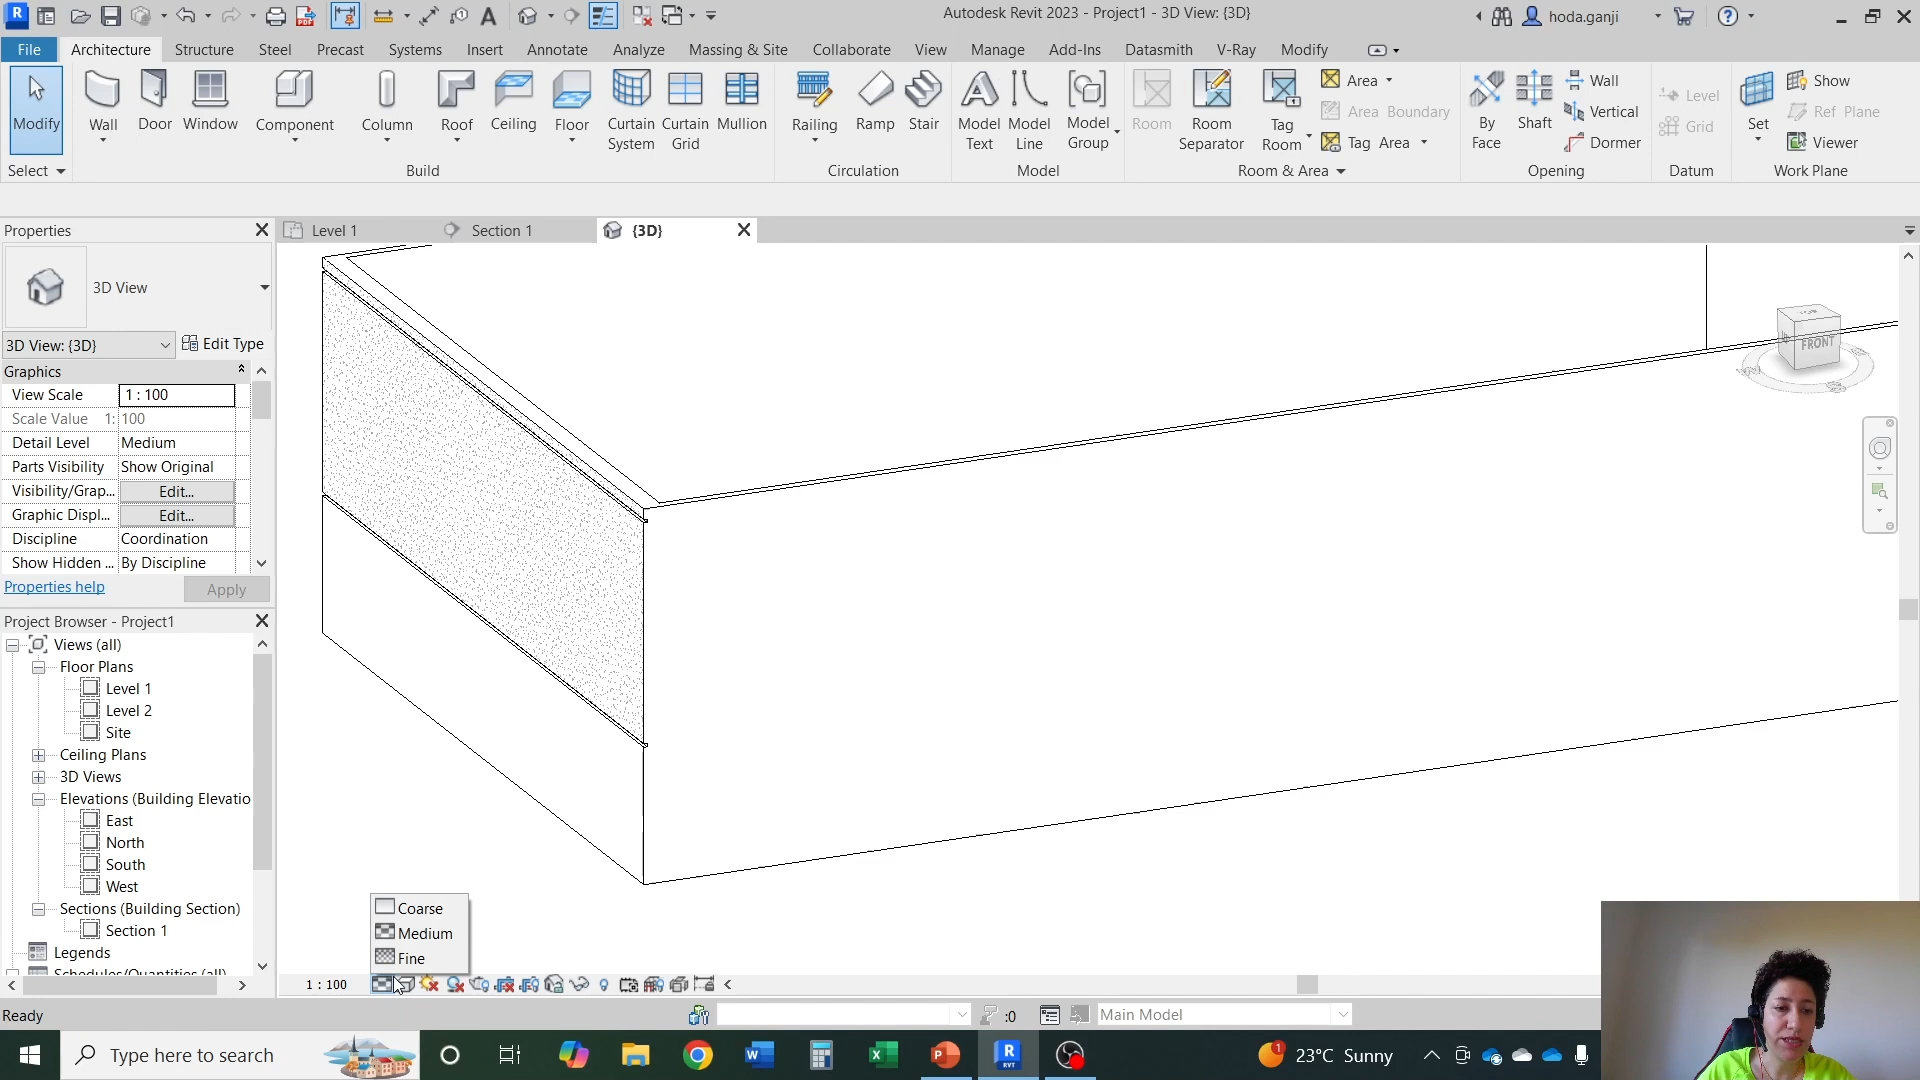 Autodesk Revit 2023 - Project1 - 3D View: {3D}
hoda.ganji
File Architecture Structure Steel Precast Systems Insert Annotate Analyze Massing & Site Collaborate View Manage Add-Ins Datasmith V-Ray Modify
Modify
Wall
Door
Window
Component
Column
Roof
Ceiling
Floor
Curtain System
Curtain Grid
Mullion
Railing
Ramp
Stair
Model Text
Model Line
Model Group
Room
Room Separator
Tag Room
Area
Area Boundary
Tag Area
By Face
Shaft
Wall
Vertical
Dormer
Level
Grid
Set
Show
Ref Plane
Viewer
Select Build Circulation Model Room & Area Opening Datum Work Plane
Properties
Level 1
Section 1
{3D}
3D View
3D View: {3D}
Edit Type
Graphics
View Scale 1 : 100
Scale Value 1: 100
Detail Level Medium
Parts Visibility Show Original
Visibility/Grap... Edit...
Graphic Displ... Edit...
Discipline Coordination
Show Hidden ... By Discipline
Properties help
Apply
Project Browser - Project1
Views (all)
Floor Plans
Level 1
Level 2
Site
Ceiling Plans
3D Views
Elevations (Building Elevatio
East
North
South
West
Sections (Building Section)
Section 1
Legends
Schedules/Quantities (all)
FRONT
Coarse
Medium
Fine
1 : 100
Ready
:0
Main Model
Type here to search
1
23°C Sunny